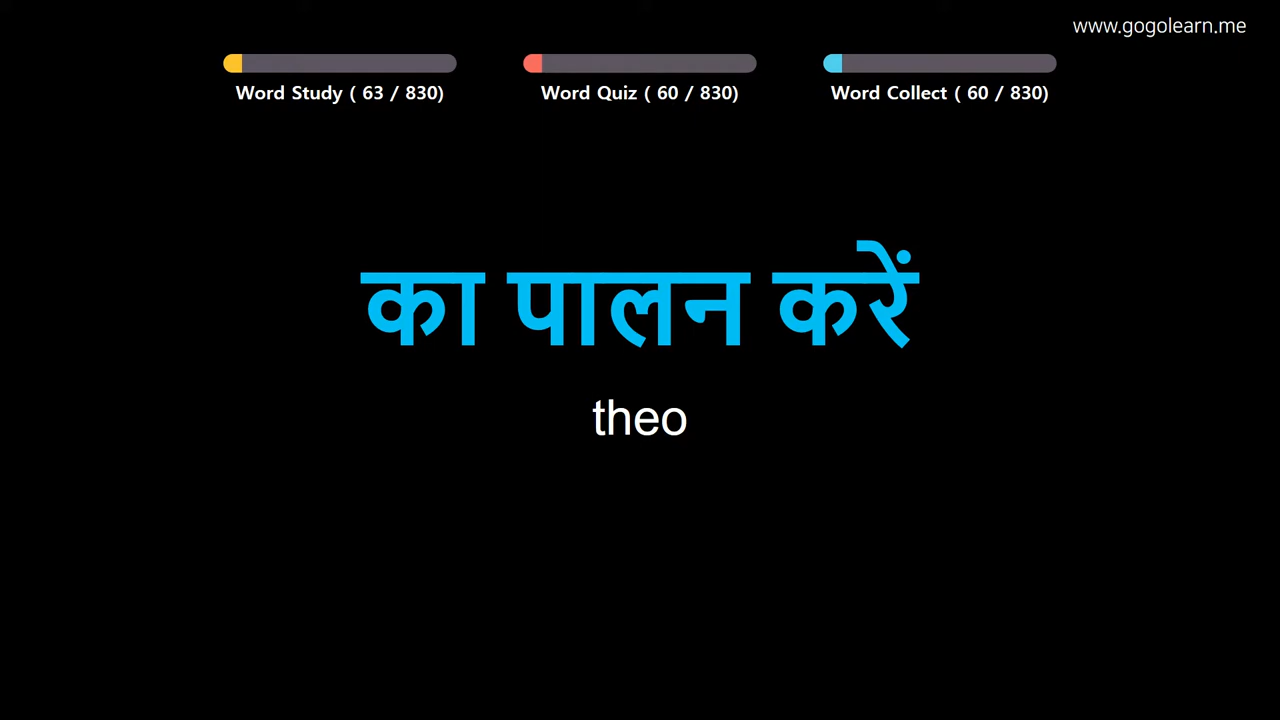 www.gogolearn.me
Word Study ( 63 / 830)
Word Quiz ( 60 / 830)
Word Collect ( 60 / 830)
का पालन करें
theo